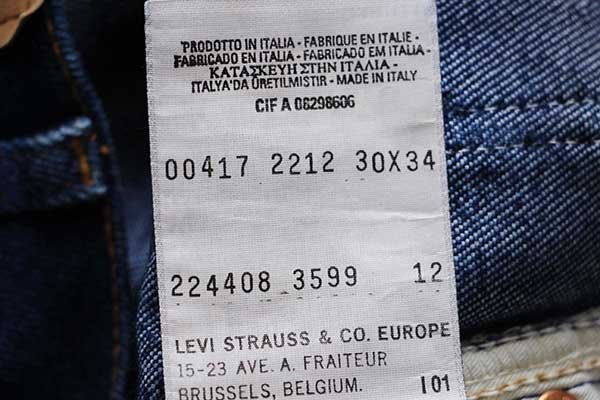 PRODOTTO IN ITALIA - FABRIQUE EN ITALIE -
FABRICADO EN ITALIA - FABRICADO EM ITALIA -
ΚΑΤΑΣΚΕΥΗ ΣΤΗΝ ΙΤΑΛΙΑ -
ITALYA'DA ÜRETILMISTIR - MADE IN ITALY
CIF A 08298606
00417 2212 30X34
224408 3599 12
LEVI STRAUSS & CO. EUROPE
15-23 AVE. A. FRAITEUR
BRUSSELS, BELGIUM. I 01